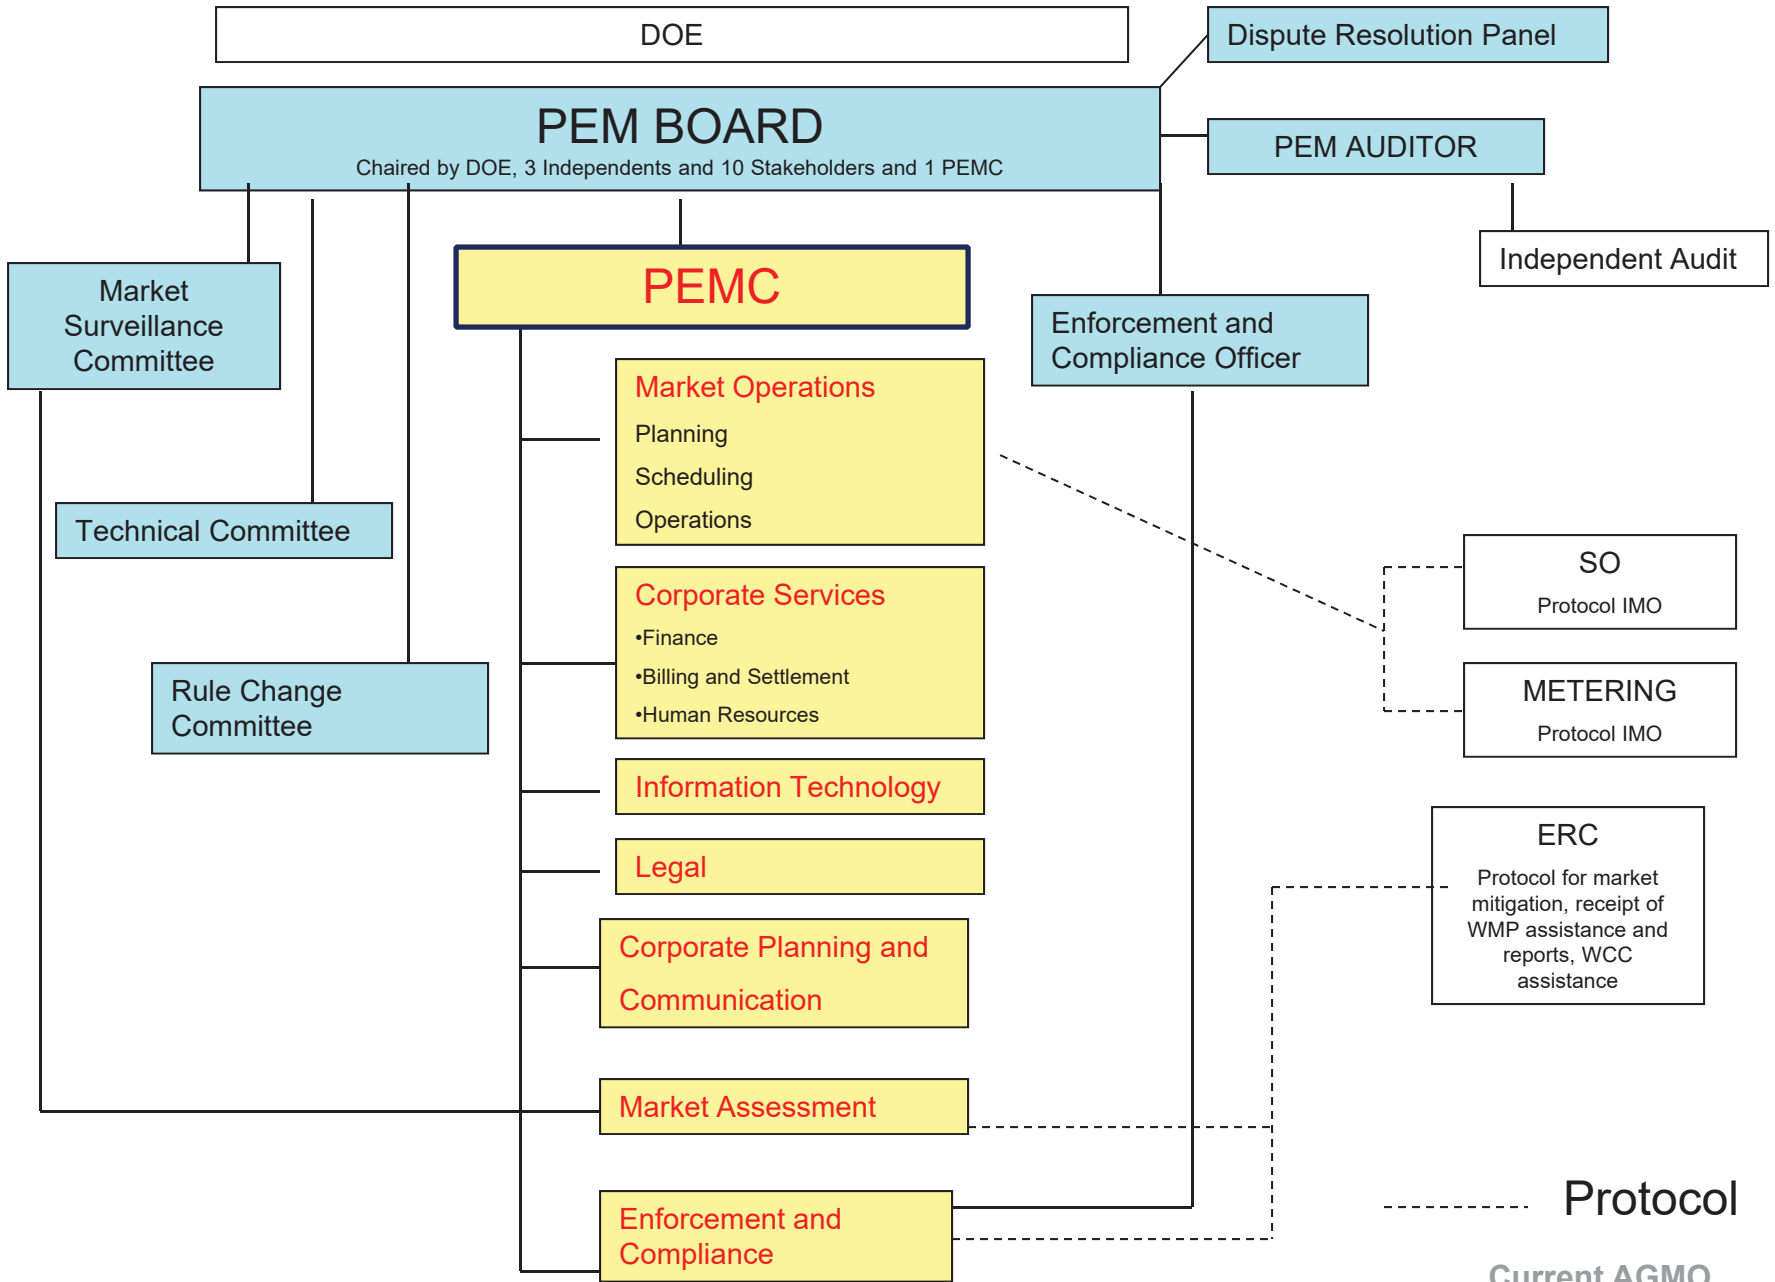 DOE
Dispute Resolution Panel
PEM BOARD
Chaired by DOE, 3 Independents and 10 Stakeholders and 1 PEMC
PEM AUDITOR
Independent Audit
Market
Surveillance
Committee
PEMC
Enforcement and
Compliance Officer
Market Operations
Planning
Scheduling
Operations
Technical Committee
SO
Protocol IMO
Corporate Services
•Finance
•Billing and Settlement
•Human Resources
Rule Change
Committee
METERING
Protocol IMO
Information Technology
Legal
ERC
Protocol for market
mitigation, receipt of
WMP assistance and
reports, WCC
assistance
Corporate Planning and
Communication
Market Assessment
Enforcement and
Compliance
Protocol
Current AGMO